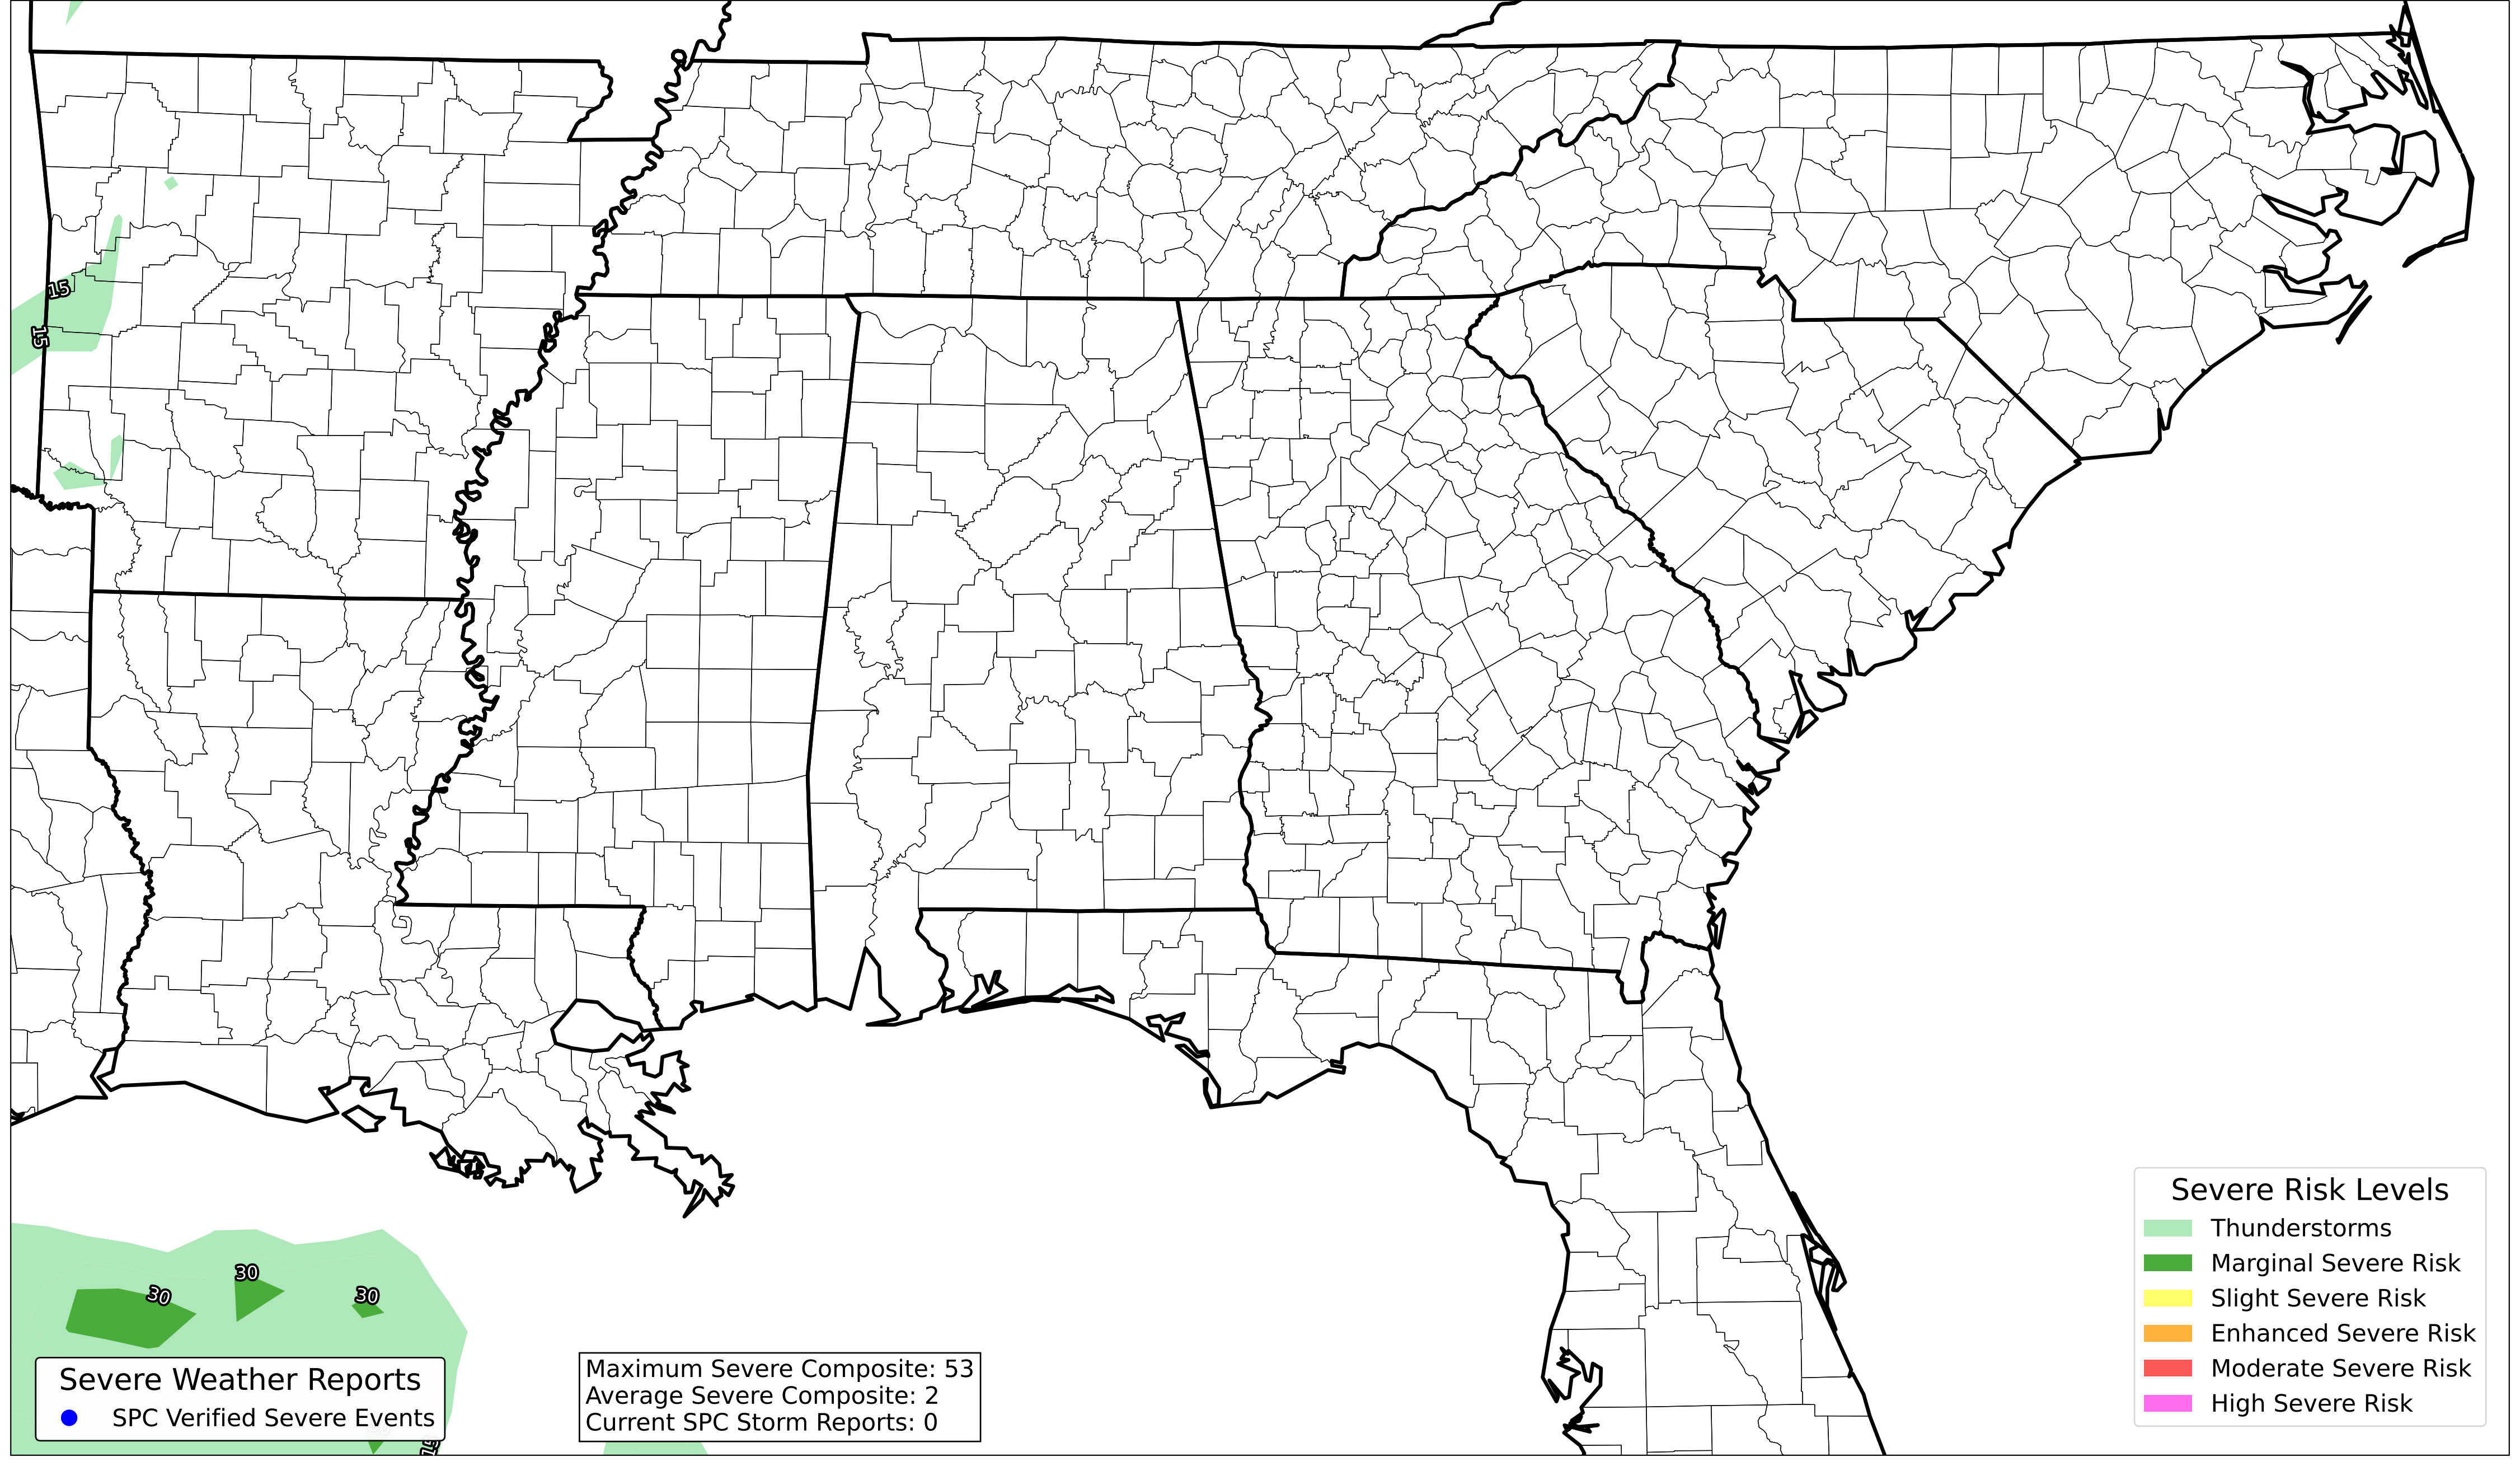 15
15
30
30
30
Severe Weather Reports
SPC Verified Severe Events
15
Maximum Severe Composite: 53
Average Severe Composite: 2
Current SPC Storm Reports: 0
Severe Risk Levels
Thunderstorms
Marginal Severe Risk
Slight Severe Risk
Enhanced Severe Risk
Moderate Severe Risk
High Severe Risk